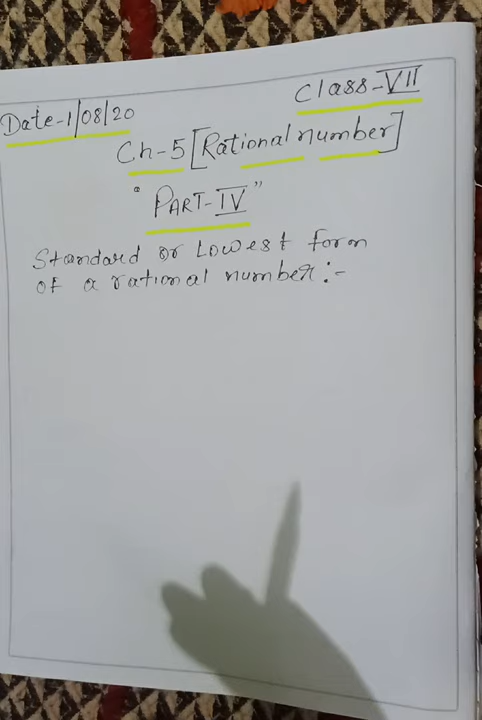 Class-VII
Date-1/08/20
Ch-5 [Rational number]
"PART-IV"
Standard or Lowest form
of a rational number:-